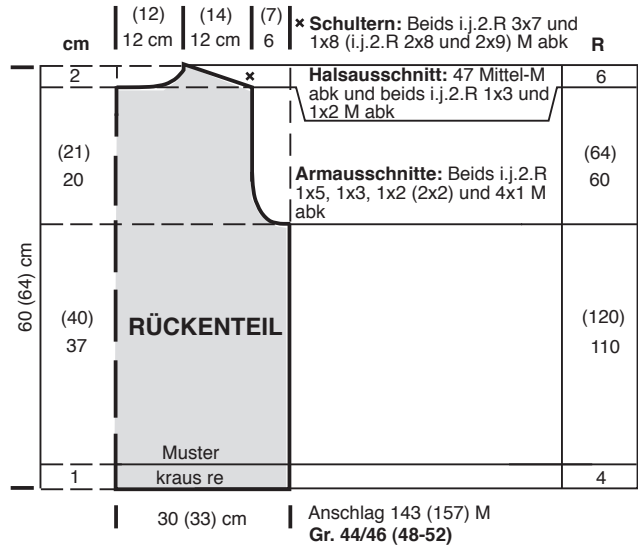 (12) (14) (7)
12 cm 12 cm 6
× Schultern: Beids i.j.2.R 3x7 und
1x8 (i.j.2.R 2x8 und 2x9) M abk
cm
R
2
Halsausschnitt: 47 Mittel-M
abk und beids i.j.2.R 1x3 und
1x2 M abk
6
×
(21)
20
Armausschnitte: Beids i.j.2.R
1x5, 1x3, 1x2 (2x2) und 4x1 M
abk
(64)
60
60 (64) cm
(40)
37
RÜCKENTEIL
(120)
110
Muster
1
kraus re
4
30 (33) cm
Anschlag 143 (157) M
Gr. 44/46 (48-52)